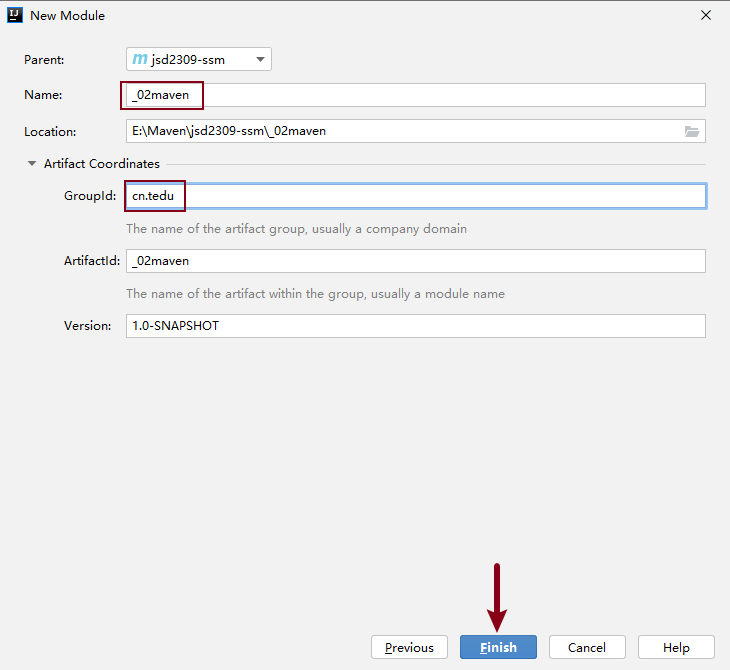 New Module
Parent: m jsd2309-ssm
Name: _02maven
Location: E:\Maven\jsd2309-ssm\_02maven
Artifact Coordinates
GroupId: cn.tedu
The name of the artifact group, usually a company domain
ArtifactId: _02maven
The name of the artifact within the group, usually a module name
Version: 1.0-SNAPSHOT
Previous Finish Cancel Help